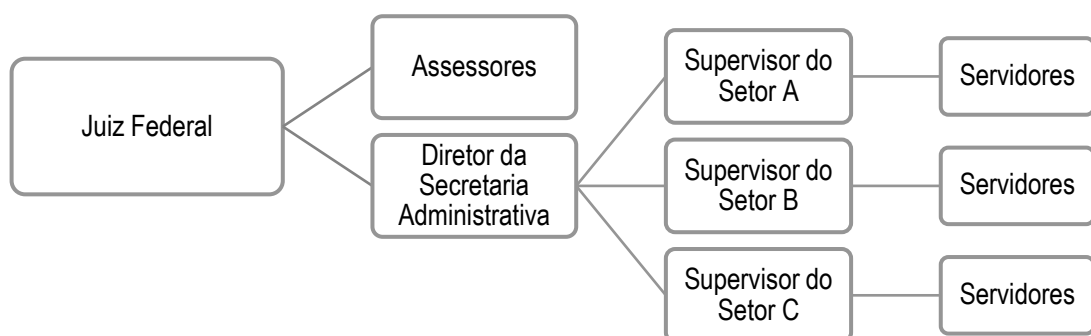 Juiz Federal
Assessores
Diretor da
Secretaria
Administrativa
Supervisor do
Setor A
Servidores
Supervisor do
Setor B
Servidores
Supervisor do
Setor C
Servidores